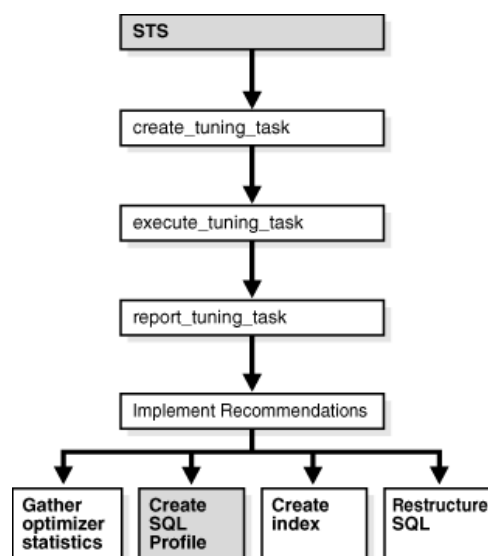 STS
create_tuning_task
execute_tuning_task
report_tuning_task
Implement Recommendations
Gather
optimizer
statistics
Create
SQL
Profile
Create
index
Restructure
SQL